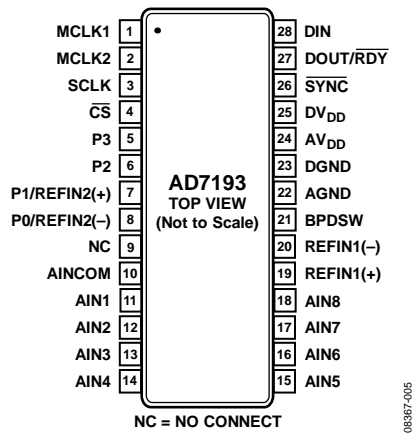 MCLK1 1
MCLK2 2
SCLK 3
C̅S̅ 4
P3 5
P2 6
P1/REFIN2(+) 7
P0/REFIN2(–) 8
NC 9
AINCOM 10
AIN1 11
AIN2 12
AIN3 13
AIN4 14
AD7193
TOP VIEW
(Not to Scale)
28 DIN
27 DOUT/R̅D̅Y̅
26 S̅Y̅N̅C̅
25 DVDD
24 AVDD
23 DGND
22 AGND
21 BPDSW
20 REFIN1(–)
19 REFIN1(+)
18 AIN8
17 AIN7
16 AIN6
15 AIN5
NC = NO CONNECT
08367-005